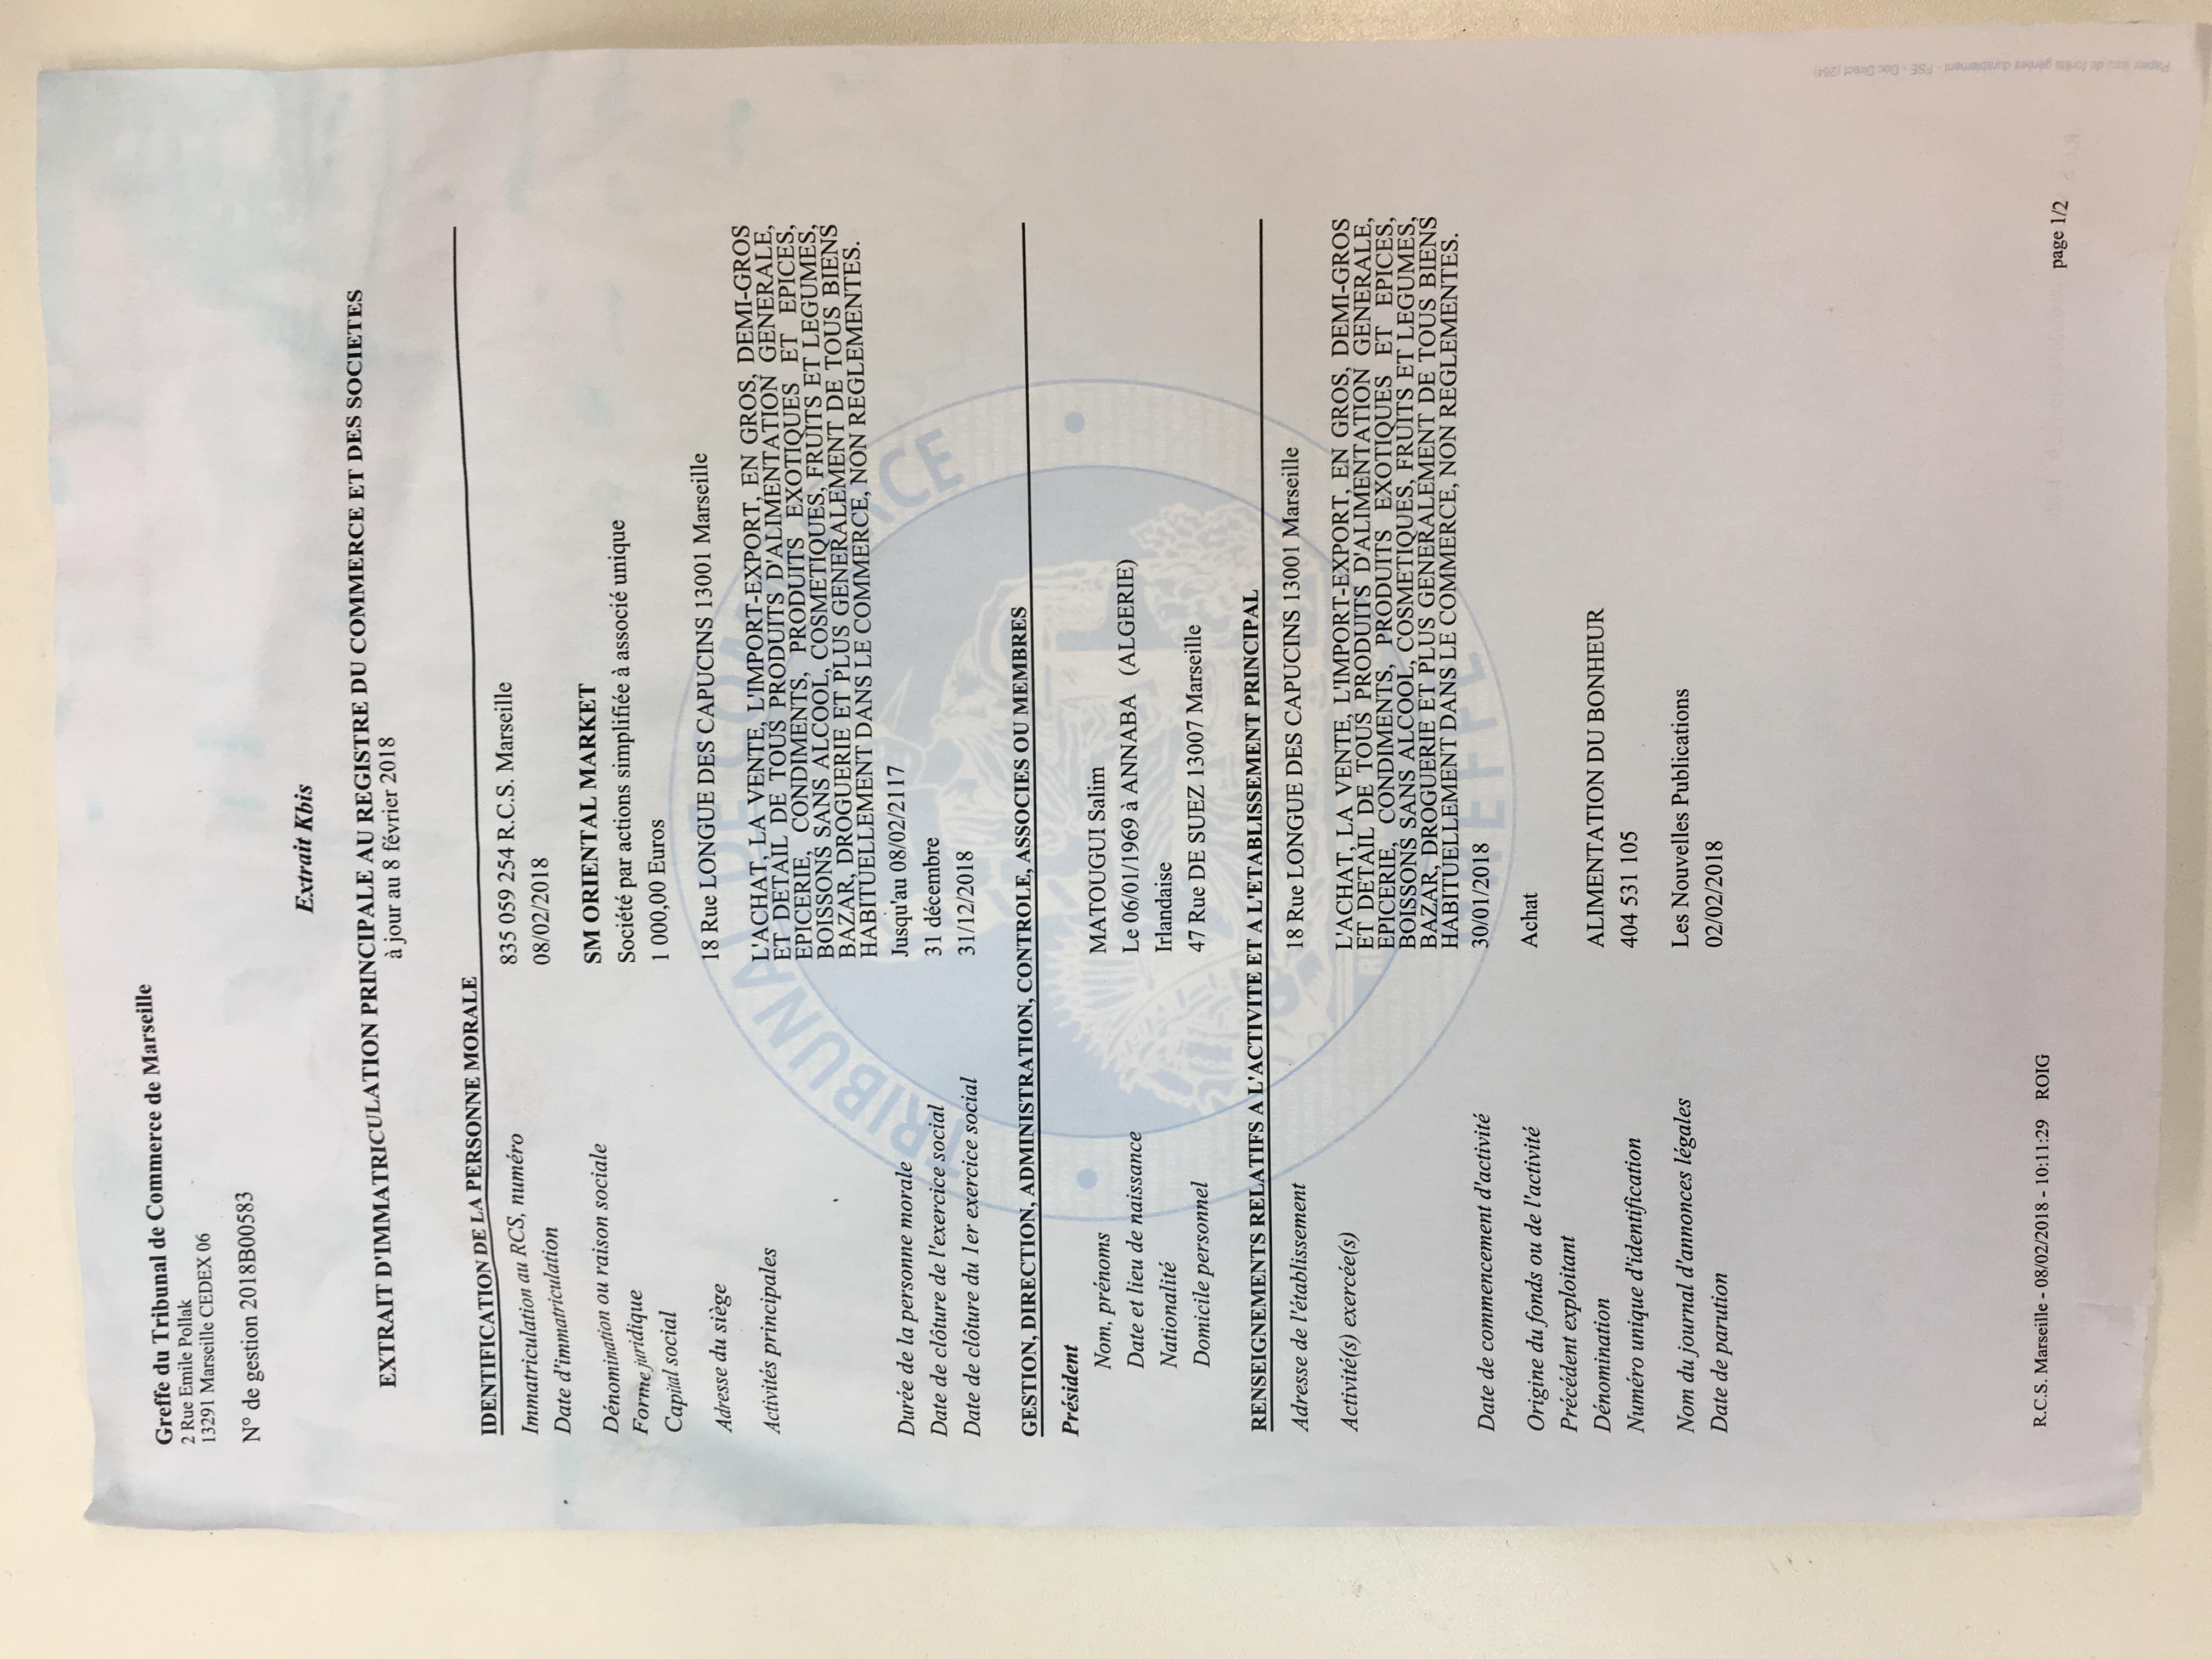 Greffe du Tribunal de Commerce de Marseille
2 Rue Emile Pollak
13291 Marseille CEDEX 06
N° de gestion 2018B00583
Extrait Kbis
EXTRAIT D'IMMATRICULATION PRINCIPALE AU REGISTRE DU COMMERCE ET DES SOCIETES
à jour au 8 février 2018
IDENTIFICATION DE LA PERSONNE MORALE
Immatriculation au RCS, numéro 835 059 254 R.C.S. Marseille
Date d'immatriculation 08/02/2018
Dénomination ou raison sociale SM ORIENTAL MARKET
Forme juridique Société par actions simplifiée à associé unique
Capital social 1 000,00 Euros
Adresse du siège 18 Rue LONGUE DES CAPUCINS 13001 Marseille
Activités principales L'ACHAT, LA VENTE, L'IMPORT-EXPORT, EN GROS, DEMI-GROS
ET DETAIL DE TOUS PRODUITS D'ALIMENTATION GENERALE,
EPICERIE, CONDIMENTS, PRODUITS EXOTIQUES ET EPICES,
BOISSONS SANS ALCOOL, COSMETIQUES, FRUITS ET LEGUMES,
BAZAR, DROGUERIE ET PLUS GENERALEMENT DE TOUS BIENS
HABITUELLEMENT DANS LE COMMERCE, NON REGLEMENTES.
Durée de la personne morale Jusqu'au 08/02/2117
Date de clôture de l'exercice social 31 décembre
Date de clôture du 1er exercice social 31/12/2018
GESTION, DIRECTION, ADMINISTRATION, CONTROLE, ASSOCIES OU MEMBRES
Président
Nom, prénoms MATOUGUI Salim
Date et lieu de naissance Le 06/01/1969 à ANNABA (ALGERIE)
Nationalité Irlandaise
Domicile personnel 47 Rue DE SUEZ 13007 Marseille
RENSEIGNEMENTS RELATIFS A L'ACTIVITE ET A L'ETABLISSEMENT PRINCIPAL
Adresse de l'établissement 18 Rue LONGUE DES CAPUCINS 13001 Marseille
Activité(s) exercée(s) L'ACHAT, LA VENTE, L'IMPORT-EXPORT, EN GROS, DEMI-GROS
ET DETAIL DE TOUS PRODUITS D'ALIMENTATION GENERALE,
EPICERIE, CONDIMENTS, PRODUITS EXOTIQUES ET EPICES,
BOISSONS SANS ALCOOL, COSMETIQUES, FRUITS ET LEGUMES,
BAZAR, DROGUERIE ET PLUS GENERALEMENT DE TOUS BIENS
HABITUELLEMENT DANS LE COMMERCE, NON REGLEMENTES.
Date de commencement d'activité 30/01/2018
Origine du fonds ou de l'activité Achat
Précédent exploitant
Dénomination ALIMENTATION DU BONHEUR
Numéro unique d'identification 404 531 105
Nom du journal d'annonces légales Les Nouvelles Publications
Date de parution 02/02/2018
R.C.S. Marseille - 08/02/2018 - 10:11:29 ROIG
page 1/2
TRIBUNAL DE COMMERCE
GREFFE
Papier issu de forêts gérées durablement - FSE - Doc Direct (264)